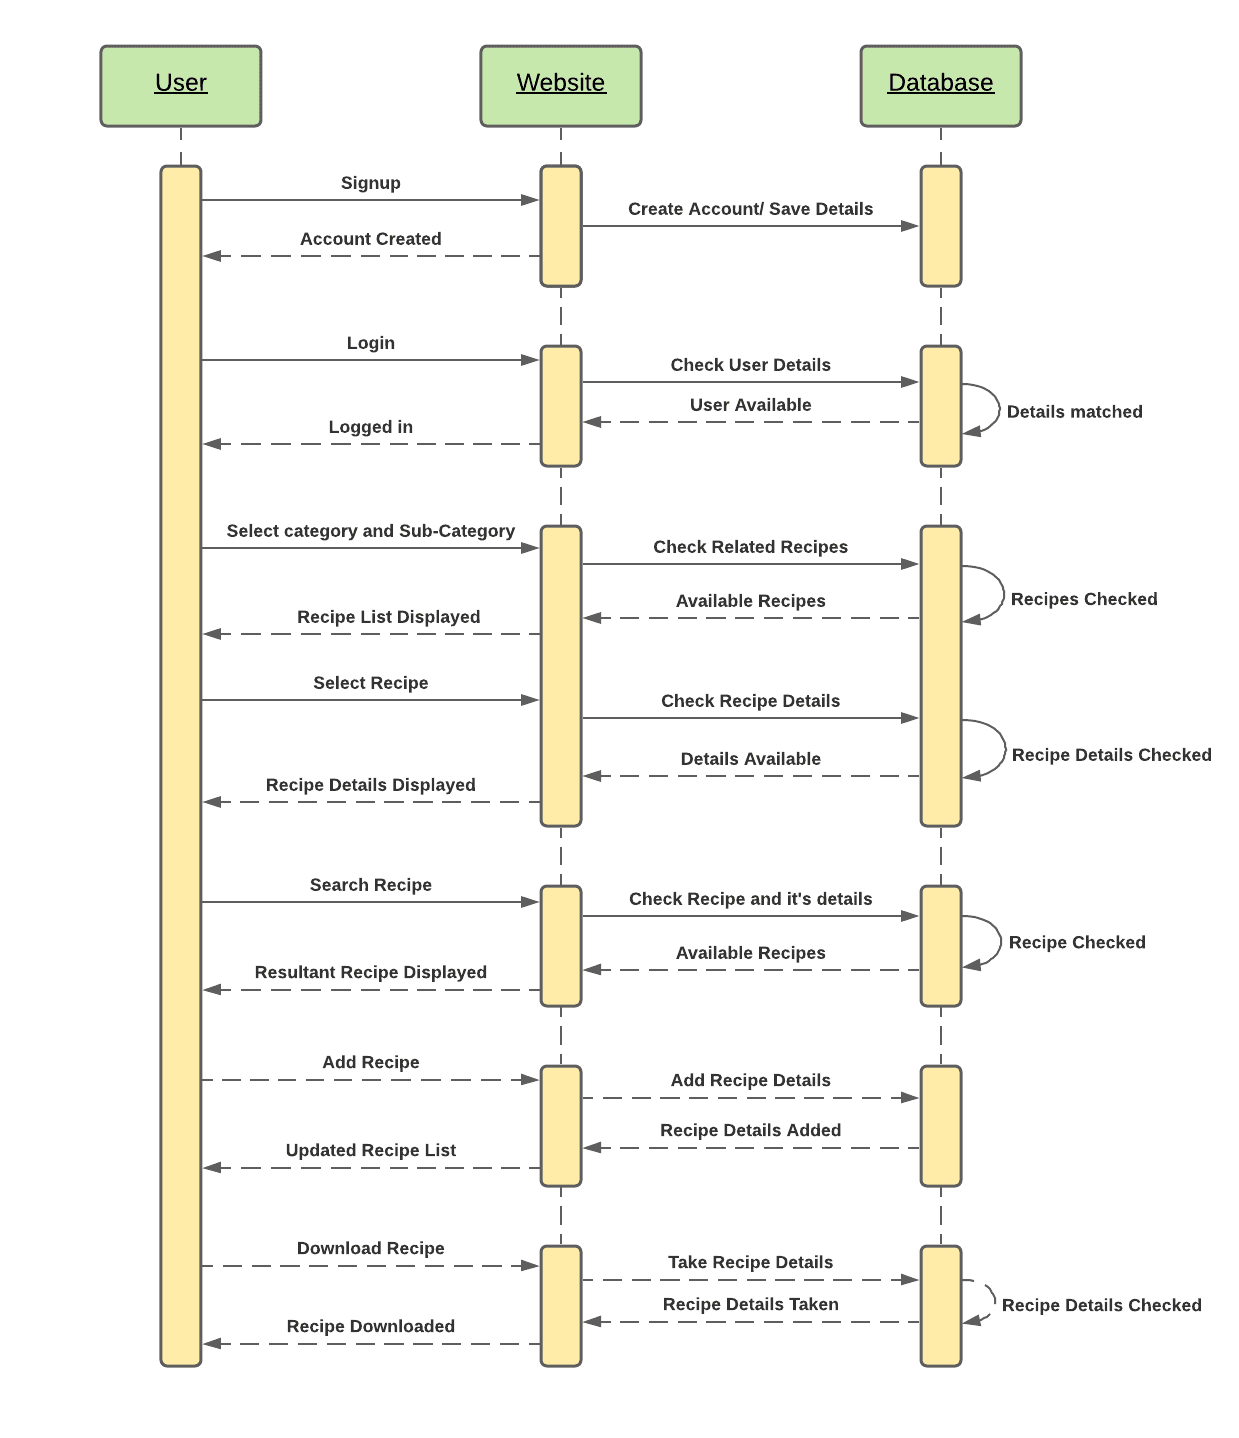 User
Website
Database
Signup
Create Account/ Save Details
Account Created
Login
Check User Details
User Available
Details matched
Logged in
Select category and Sub-Category
Check Related Recipes
Recipes Checked
Available Recipes
Recipe List Displayed
Select Recipe
Check Recipe Details
Recipe Details Checked
Details Available
Recipe Details Displayed
Search Recipe
Check Recipe and it's details
Recipe Checked
Available Recipes
Resultant Recipe Displayed
Add Recipe
Add Recipe Details
Recipe Details Added
Updated Recipe List
Download Recipe
Take Recipe Details
Recipe Details Taken
Recipe Details Checked
Recipe Downloaded